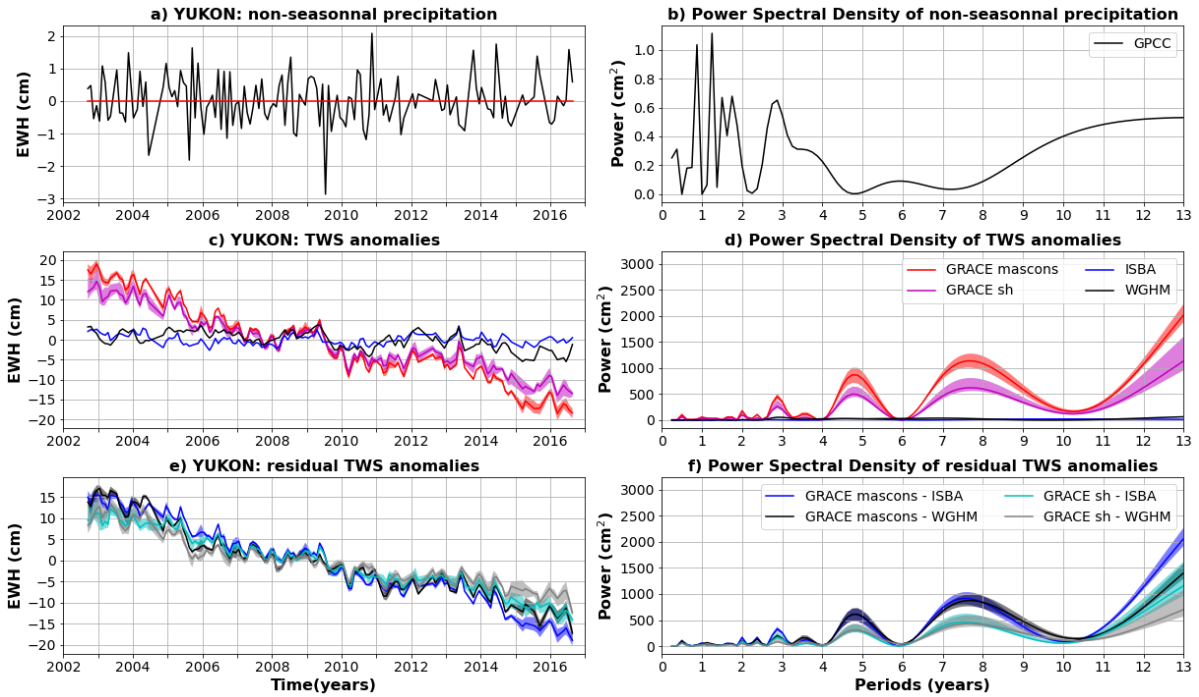 a) YUKON: non-seasonnal precipitation
EWH (cm)
2
1
0
−1
−2
−3
2002 2004 2006 2008 2010 2012 2014 2016
b) Power Spectral Density of non-seasonnal precipitation
Power (cm²)
1.0
0.8
0.6
0.4
0.2
0.0
GPCC
0 1 2 3 4 5 6 7 8 9 10 11 12 13
c) YUKON: TWS anomalies
EWH (cm)
20
15
10
5
0
−5
−10
−15
−20
2002 2004 2006 2008 2010 2012 2014 2016
d) Power Spectral Density of TWS anomalies
Power (cm²)
3000
2500
2000
1500
1000
500
0
GRACE mascons
GRACE sh
ISBA
WGHM
0 1 2 3 4 5 6 7 8 9 10 11 12 13
e) YUKON: residual TWS anomalies
EWH (cm)
15
10
5
0
−5
−10
−15
−20
2002 2004 2006 2008 2010 2012 2014 2016
Time(years)
f) Power Spectral Density of residual TWS anomalies
Power (cm²)
3000
2500
2000
1500
1000
500
0
GRACE mascons - ISBA
GRACE mascons - WGHM
GRACE sh - ISBA
GRACE sh - WGHM
0 1 2 3 4 5 6 7 8 9 10 11 12 13
Periods (years)